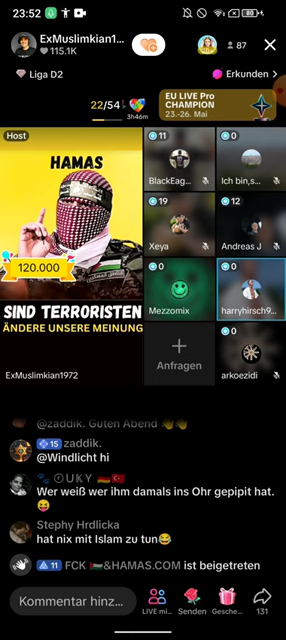 23:52
80
ExMuslimkian1...
115.1K
87
Liga D2
Erkunden >
22/54
3h46m
EU LIVE Pro
CHAMPION
23.-26. Mai
Host
HAMAS
120.000
SIND TERRORISTEN
ÄNDERE UNSERE MEINUNG
ExMuslimkian1972
11
BlackEag...
0
Ich bin,s...
19
Xeya
12
Andreas J
0
Mezzomix
0
harryhirsch9...
+
Anfragen
0
arkoezidi
@zaddik. Guten Abend 👋👋
15 zaddik.
@Windlicht hi
🐾 🕢U₭Y 🇩🇪🇹🇷
Wer weiß wer ihm damals ins Ohr gepipit hat.
😝
Stephy Hrdlicka
hat nix mit Islam zu tun😂
11 FCK 🇵🇸&HAMAS.COM ist beigetreten
Kommentar hinz...
LIVE mi...
Senden
Gesche...
131